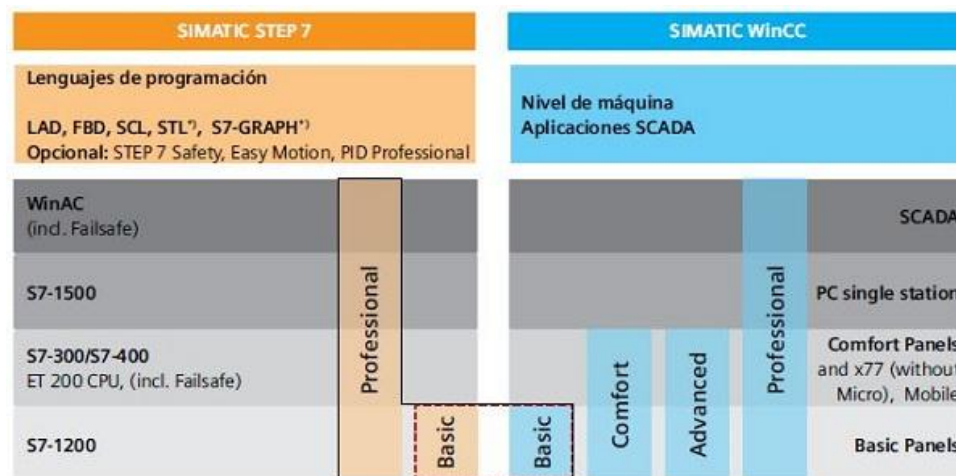 SIMATIC STEP 7
Lenguajes de programación
LAD, FBD, SCL, STL*), S7-GRAPH*)
Opcional: STEP 7 Safety, Easy Motion, PID Professional
WinAC
(incl. Failsafe)
S7-1500
S7-300/S7-400
ET 200 CPU, (incl. Failsafe)
S7-1200
Professional
Basic
SIMATIC WinCC
Nivel de máquina
Aplicaciones SCADA
Basic
Comfort
Advanced
Professional
SCADA
PC single station
Comfort Panels
and x77 (without
Micro), Mobile
Basic Panels